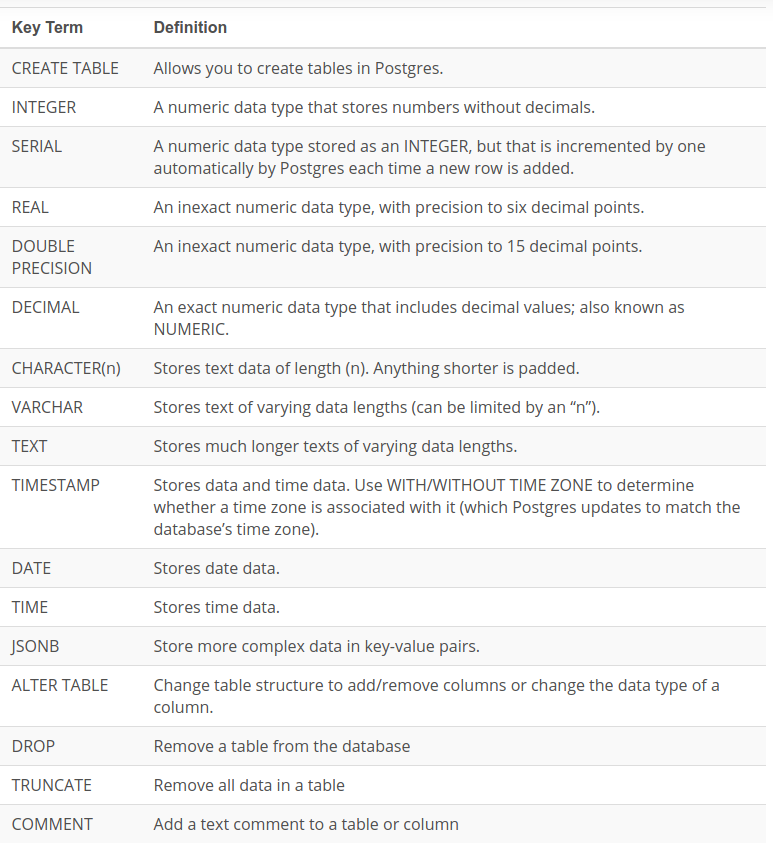 Key Term Definition
CREATE TABLE Allows you to create tables in Postgres.
INTEGER A numeric data type that stores numbers without decimals.
SERIAL A numeric data type stored as an INTEGER, but that is incremented by one
automatically by Postgres each time a new row is added.
REAL An inexact numeric data type, with precision to six decimal points.
DOUBLE An inexact numeric data type, with precision to 15 decimal points.
PRECISION
DECIMAL An exact numeric data type that includes decimal values; also known as
NUMERIC.
CHARACTER(n) Stores text data of length (n). Anything shorter is padded.
VARCHAR Stores text of varying data lengths (can be limited by an “n”).
TEXT Stores much longer texts of varying data lengths.
TIMESTAMP Stores data and time data. Use WITH/WITHOUT TIME ZONE to determine
whether a time zone is associated with it (which Postgres updates to match the
database’s time zone).
DATE Stores date data.
TIME Stores time data.
JSONB Store more complex data in key-value pairs.
ALTER TABLE Change table structure to add/remove columns or change the data type of a
column.
DROP Remove a table from the database
TRUNCATE Remove all data in a table
COMMENT Add a text comment to a table or column